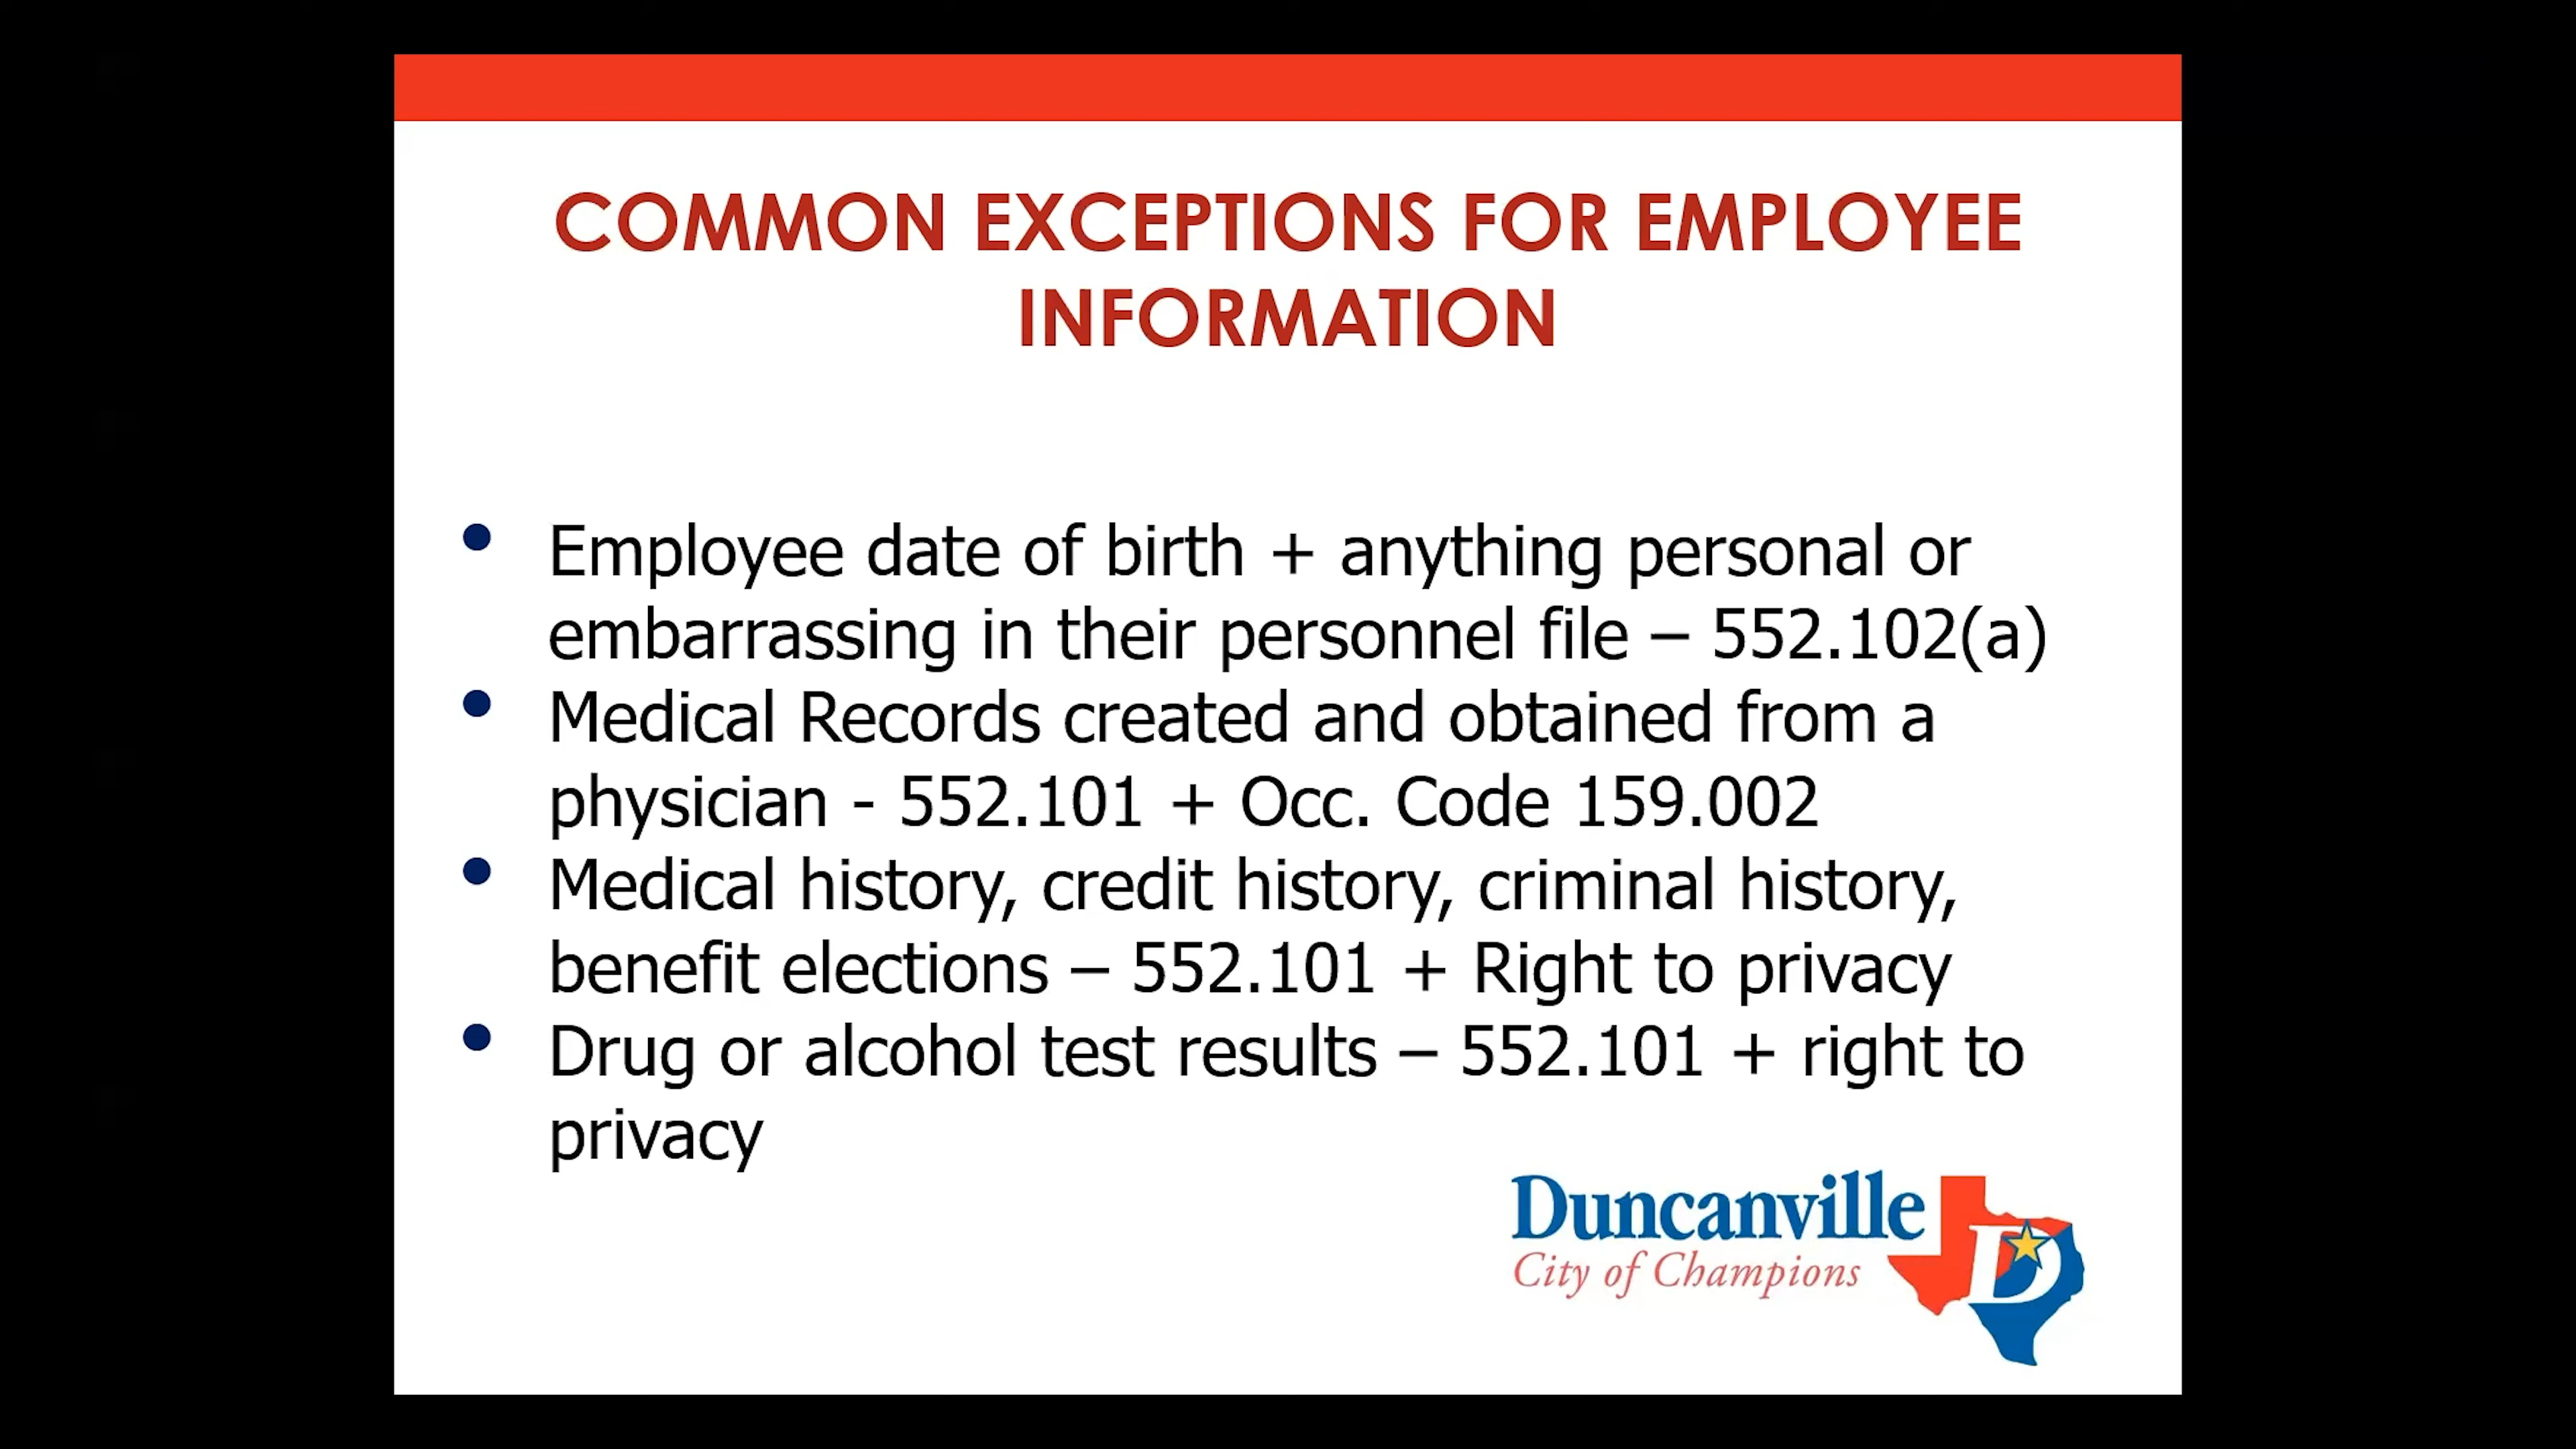 COMMON EXCEPTIONS FOR EMPLOYEE
INFORMATION
• Employee date of birth + anything personal or
embarrassing in their personnel file – 552.102(a)
• Medical Records created and obtained from a
physician - 552.101 + Occ. Code 159.002
• Medical history, credit history, criminal history,
benefit elections – 552.101 + Right to privacy
• Drug or alcohol test results – 552.101 + right to
privacy
Duncanville
City of Champions
D